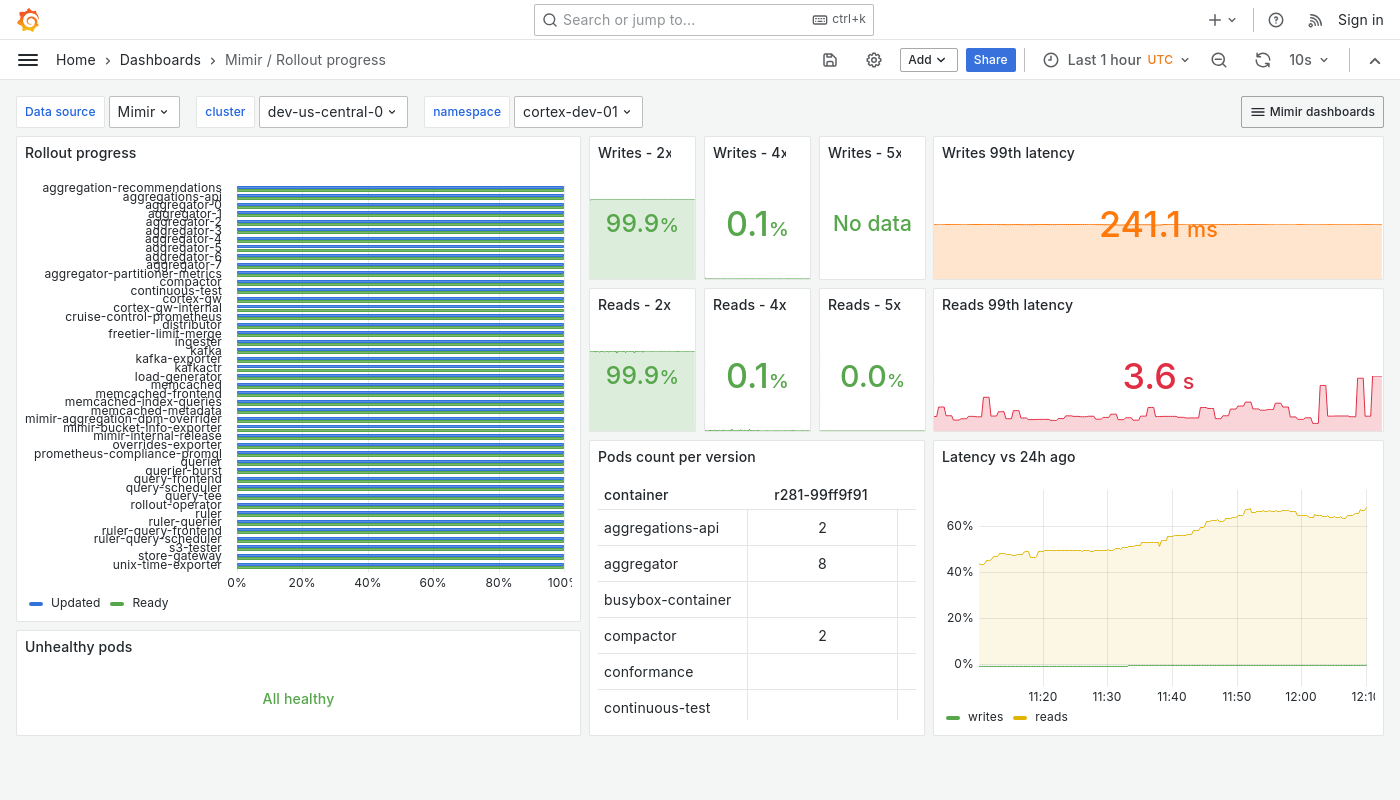 Search or jump to...
ctrl+k
Sign in
Home
Dashboards
Mimir / Rollout progress
Add
Share
Last 1 hour UTC
10s
Data source
Mimir
cluster
dev-us-central-0
namespace
cortex-dev-01
Mimir dashboards
Rollout progress
aggregation-recommendations
aggregations-api
aggregator-0
aggregator-1
aggregator-2
aggregator-3
aggregator-4
aggregator-5
aggregator-6
aggregator-7
aggregator-partitioner-metrics
compactor
continuous-test
cortex-gw
cortex-gw-internal
cruise-control-prometheus
distributor
freetier-limit-merge
ingester
kafka
kafka-exporter
kafkactr
load-generator
memcached
memcached-frontend
memcached-index-queries
memcached-metadata
mimir-aggregation-dpm-overrider
mimir-bucket-info-exporter
mimir-internal-release
overrides-exporter
prometheus-compliance-promql
querier
querier-burst
query-frontend
query-scheduler
query-tee
rollout-operator
ruler
ruler-querier
ruler-query-frontend
ruler-query-scheduler
s3-tester
store-gateway
unix-time-exporter
0% 20% 40% 60% 80% 100%
Updated Ready
Unhealthy pods
All healthy
Writes - 2x
99.9%
Writes - 4x
0.1%
Writes - 5x
No data
Writes 99th latency
241.1 ms
Reads - 2x
99.9%
Reads - 4x
0.1%
Reads - 5x
0.0%
Reads 99th latency
3.6 s
Pods count per version
container r281-99ff9f91
aggregations-api 2
aggregator 8
busybox-container
compactor 2
conformance
continuous-test
Latency vs 24h ago
60%
40%
20%
0%
11:20 11:30 11:40 11:50 12:00 12:10
writes reads